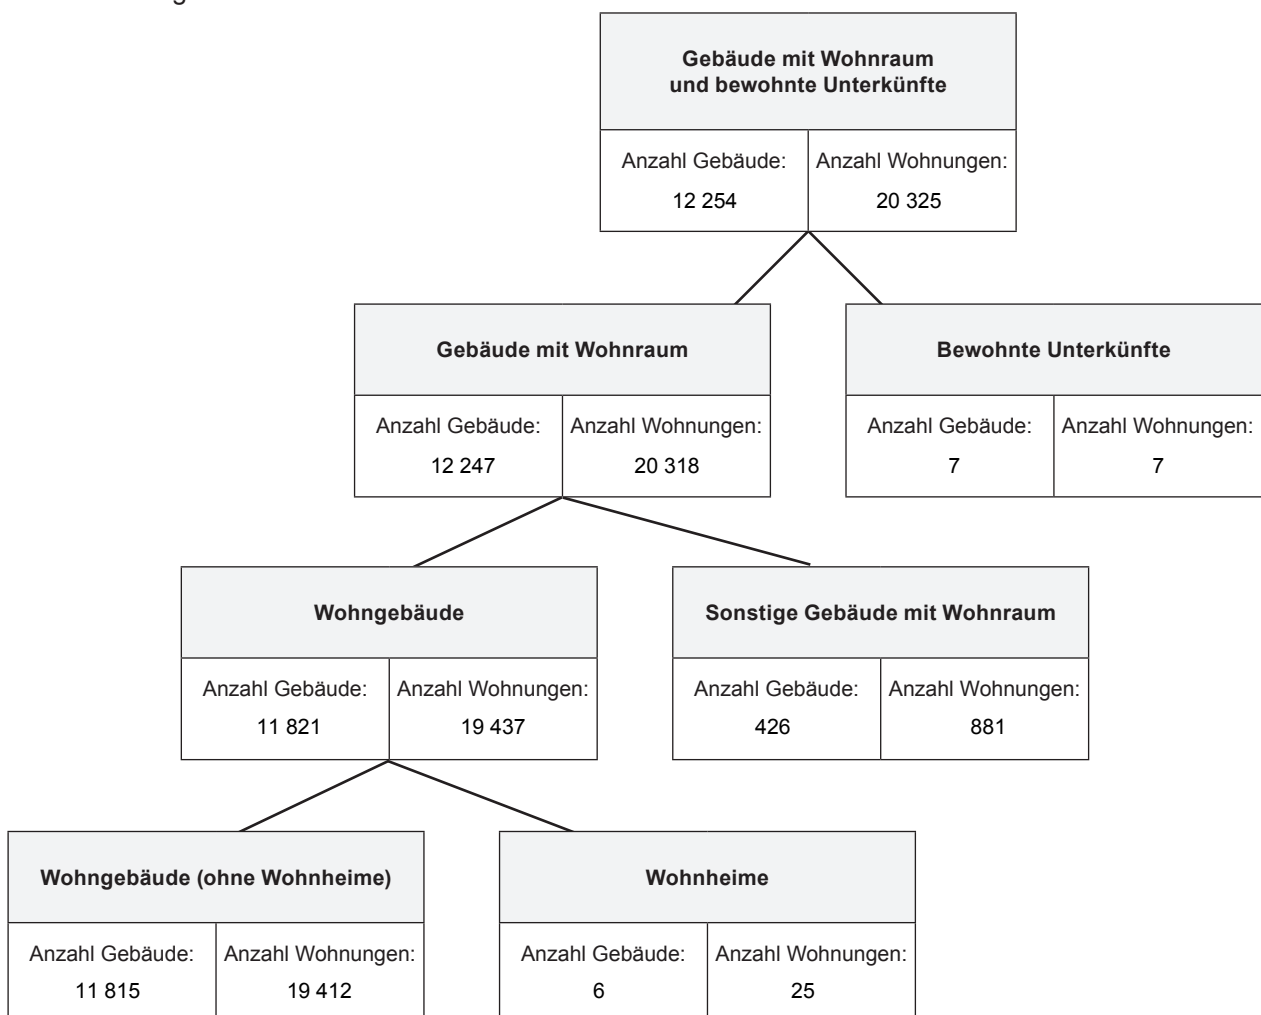 Gebäude mit Wohnraum
und bewohnte Unterkünfte
Anzahl Gebäude: Anzahl Wohnungen:
12 254 20 325
Gebäude mit Wohnraum Bewohnte Unterkünfte
Anzahl Gebäude: Anzahl Wohnungen: Anzahl Gebäude: Anzahl Wohnungen:
12 247 20 318 7 7
Wohngebäude Sonstige Gebäude mit Wohnraum
Anzahl Gebäude: Anzahl Wohnungen: Anzahl Gebäude: Anzahl Wohnungen:
11 821 19 437 426 881
Wohngebäude (ohne Wohnheime) Wohnheime
Anzahl Gebäude: Anzahl Wohnungen: Anzahl Gebäude: Anzahl Wohnungen:
11 815 19 412 6 25